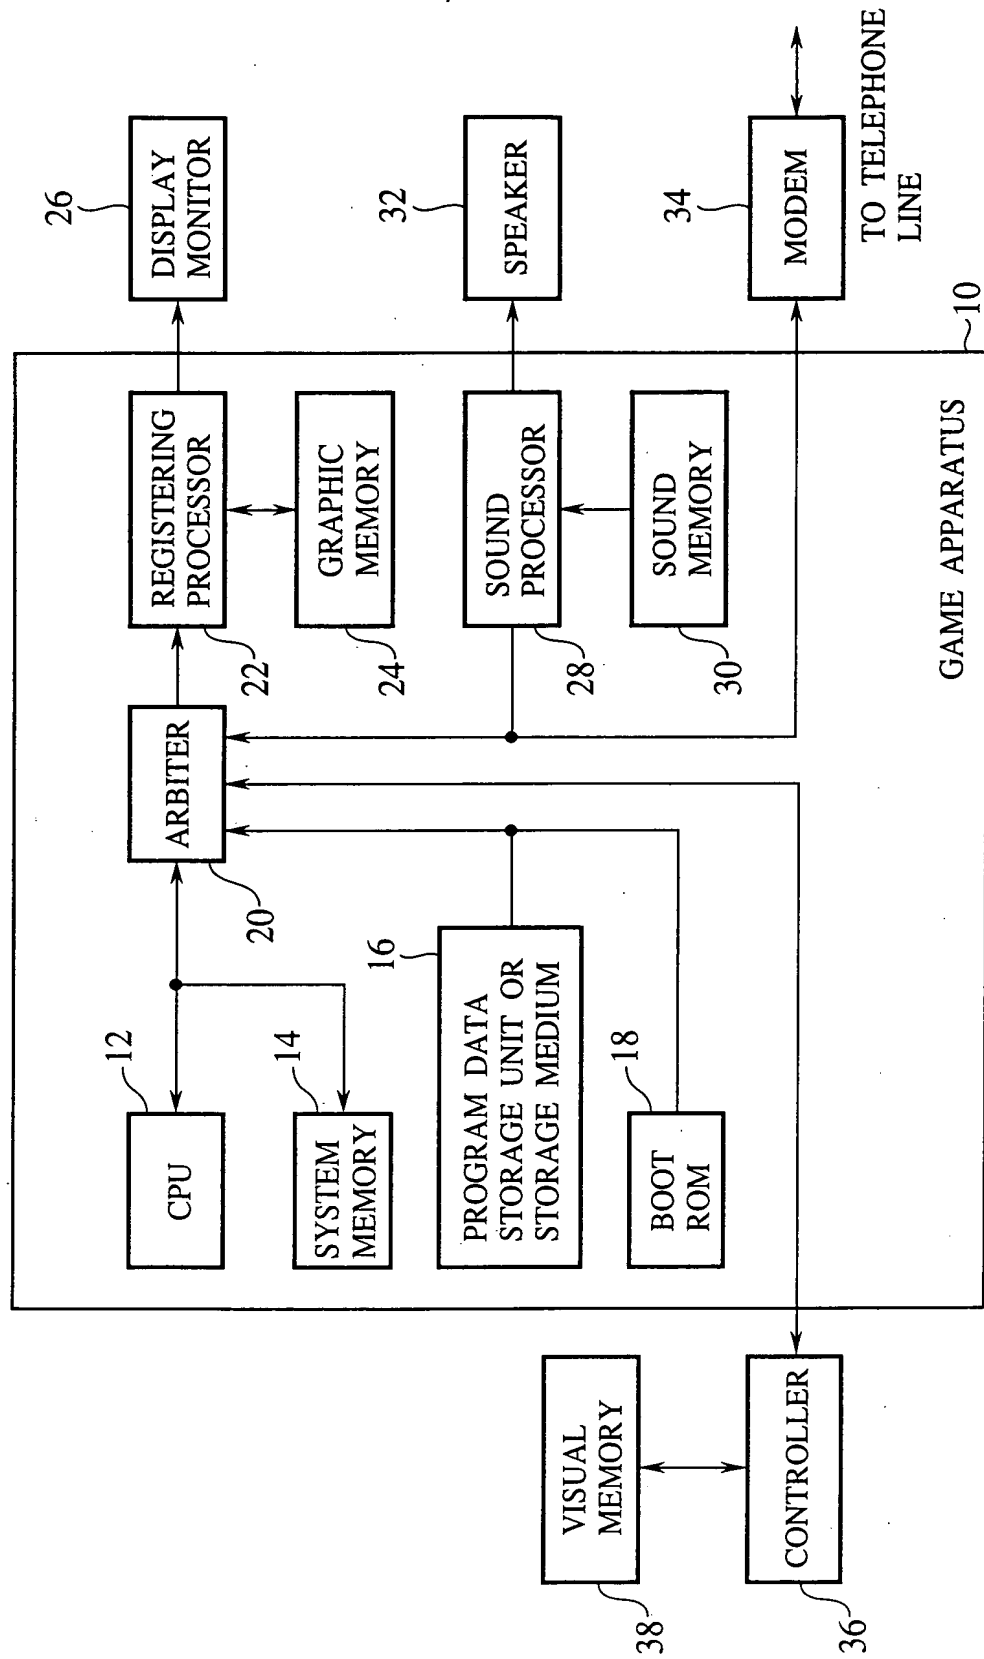 12
CPU
14
SYSTEM
MEMORY
16
PROGRAM DATA
STORAGE UNIT OR
STORAGE MEDIUM
18
BOOT
ROM
ARBITER
20
REGISTERING
PROCESSOR
22
GRAPHIC
MEMORY
24
SOUND
PROCESSOR
28
SOUND
MEMORY
30
GAME APPARATUS
10
26
DISPLAY
MONITOR
32
SPEAKER
34
MODEM
TO TELEPHONE
LINE
VISUAL
MEMORY
38
CONTROLLER
36